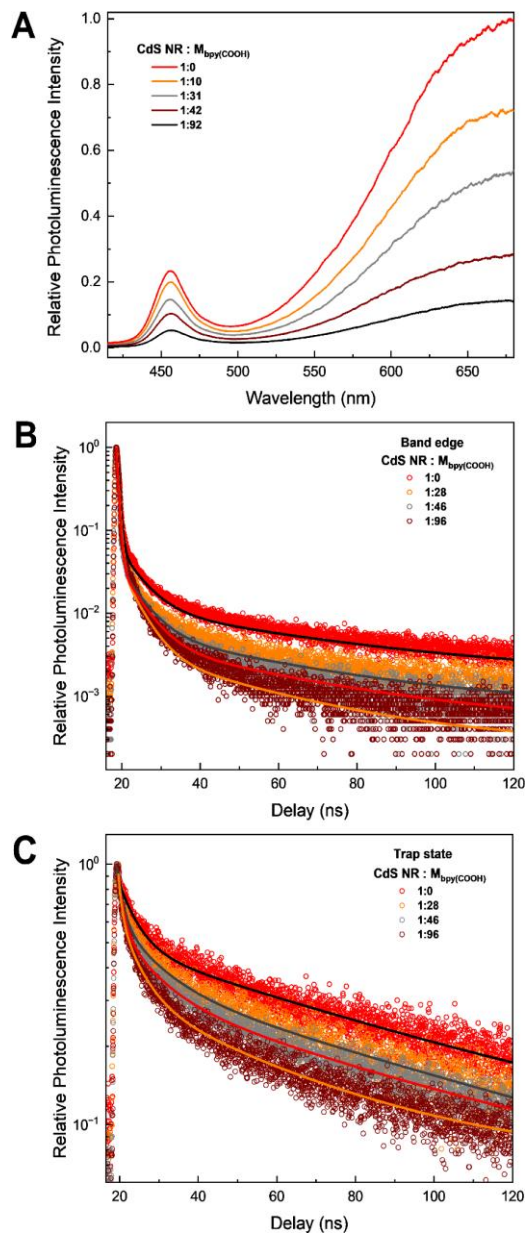 A
CdS NR : M_bpy(COOH)
1:0
1:10
1:31
1:42
1:92
1.0
0.8
0.6
0.4
0.2
0.0
Relative Photoluminescence Intensity
450 500 550 600 650
Wavelength (nm)
B
Band edge
CdS NR : M_bpy(COOH)
1:0
1:28
1:46
1:96
10^0
10^-1
10^-2
10^-3
Relative Photoluminescence Intensity
20 40 60 80 100 120
Delay (ns)
C
Trap state
CdS NR : M_bpy(COOH)
1:0
1:28
1:46
1:96
10^0
10^-1
Relative Photoluminescence Intensity
20 40 60 80 100 120
Delay (ns)